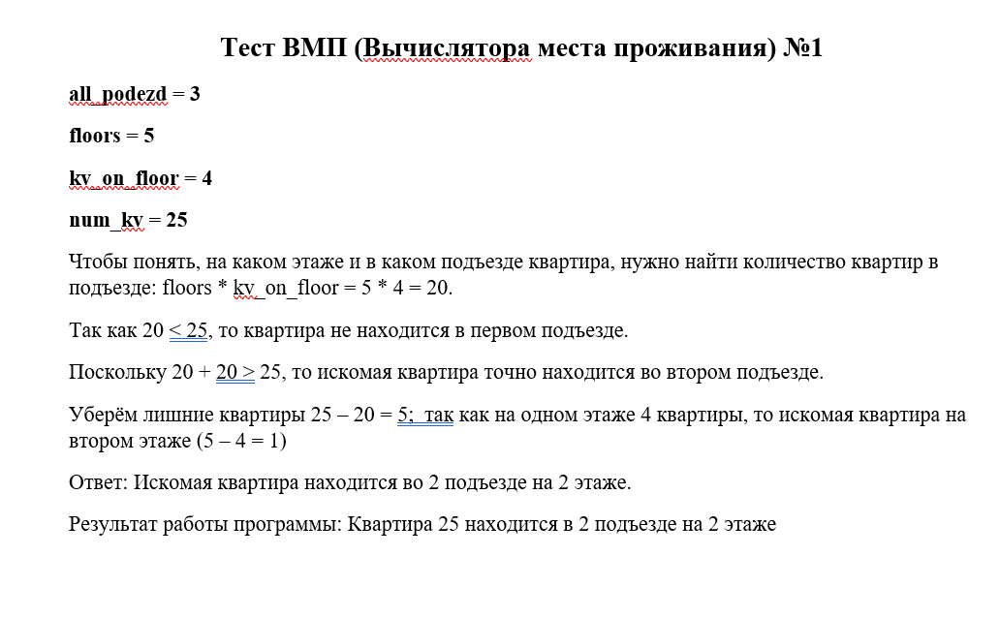 Тест ВМП (Вычислятора места проживания) №1
all_podezd = 3
floors = 5
kv_on_floor = 4
num_kv = 25
Чтобы понять, на каком этаже и в каком подъезде квартира, нужно найти количество квартир в
подъезде: floors * kv_on_floor = 5 * 4 = 20.
Так как 20 < 25, то квартира не находится в первом подъезде.
Поскольку 20 + 20 > 25, то искомая квартира точно находится во втором подъезде.
Уберём лишние квартиры 25 – 20 = 5;  так как на одном этаже 4 квартиры, то искомая квартира на
втором этаже (5 – 4 = 1)
Ответ: Искомая квартира находится во 2 подъезде на 2 этаже.
Результат работы программы: Квартира 25 находится в 2 подъезде на 2 этаже